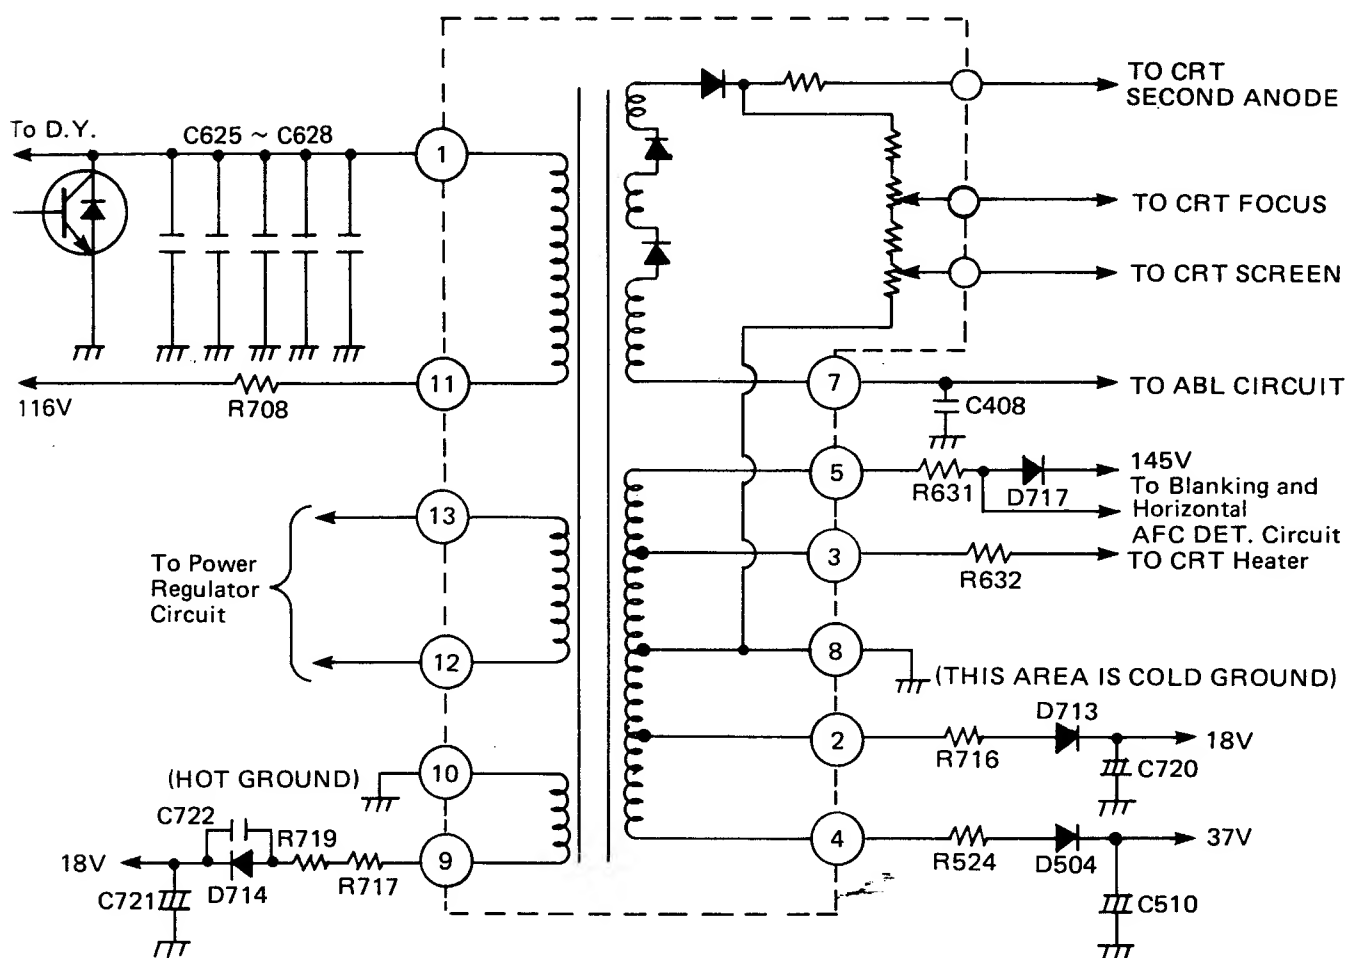 TO CRT
SECOND ANODE
To D.Y.
C625 ~ C628
1
TO CRT FOCUS
TO CRT SCREEN
11
116V
R708
7
TO ABL CIRCUIT
C408
5
R631
D717
145V
To Blanking and
Horizontal
AFC DET. Circuit
13
3
R632
TO CRT Heater
To Power
Regulator
Circuit
12
8
(THIS AREA IS COLD GROUND)
2
R716
D713
18V
C720
(HOT GROUND)
10
C722
R719
18V
D714
R717
9
C721
4
R524
D504
37V
C510